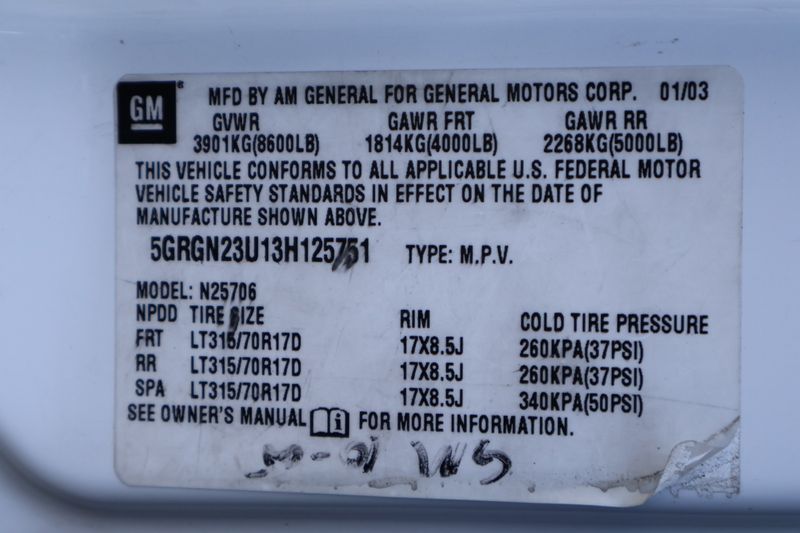 GM
MFD BY AM GENERAL FOR GENERAL MOTORS CORP. 01/03
GVWR GAWR FRT GAWR RR
3901KG(8600LB) 1814KG(4000LB) 2268KG(5000LB)
THIS VEHICLE CONFORMS TO ALL APPLICABLE U.S. FEDERAL MOTOR
VEHICLE SAFETY STANDARDS IN EFFECT ON THE DATE OF
MANUFACTURE SHOWN ABOVE.
5GRGN23U13H125751 TYPE: M.P.V.
MODEL: N25706
NPDD TIRE SIZE RIM COLD TIRE PRESSURE
FRT LT315/70R17D 17X8.5J 260KPA(37PSI)
RR LT315/70R17D 17X8.5J 260KPA(37PSI)
SPA LT315/70R17D 17X8.5J 340KPA(50PSI)
SEE OWNER'S MANUAL FOR MORE INFORMATION.